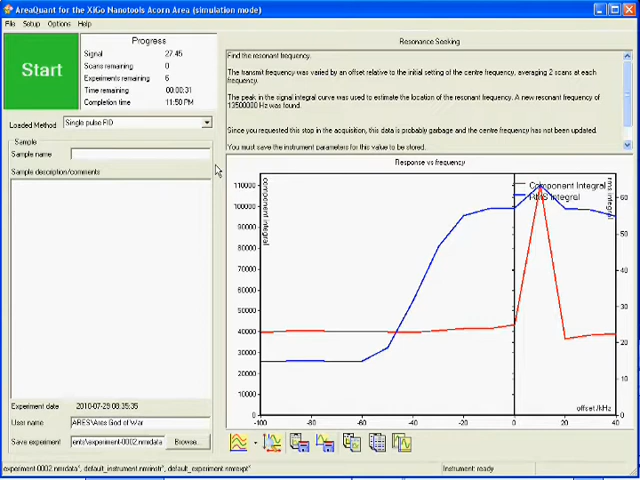 AreaQuant for the XiGo Nanotools Acorn Area (simulation mode)
File Setup Options Help
Start
Progress
Signal 27.45
Scans remaining 0
Experiments remaining 6
Time remaining 00:00:31
Completion time 11:50 PM
Loaded Method Single pulse FID
Sample
Sample name
Sample description/comments
Experiment date 2010-07-29 08:35:35
User name ARES\Ares God of War
Save experiment ents\experiment-0002.nmrdata Browse...
Resonance Seeking
Find the resonant frequency.
The transmit frequency was varied by an offset relative to the initial setting of the centre frequency, averaging 2 scans at each
frequency.
The peak in the signal integral curve was used to estimate the location of the resonant frequency. A new resonant frequency of
13500000 Hz was found.
Since you requested this stop in the acquisition, this data is probably garbage and the centre frequency has not been updated.
You must save the instrument parameters for this value to be stored.
Response vs frequency
component integral
rms integral
Component Integral
RMS Integral
110000
100000
90000
80000
70000
60000
50000
40000
30000
20000
10000
0
60
50
40
30
20
10
0
offset /kHz
-100 -80 -60 -40 -20 0 20 40
experiment-0002.nmrdata*, default_instrument.nmrinstr*, default_experiment.nmrexpt* Instrument: ready